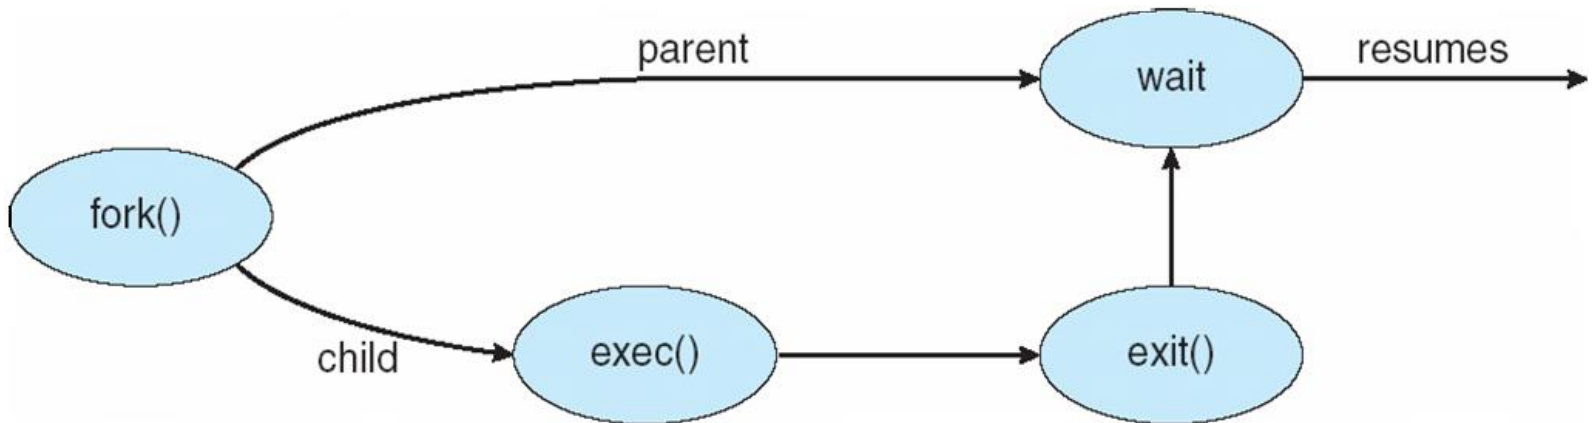 parent
wait
resumes
fork()
child
exec()
exit()